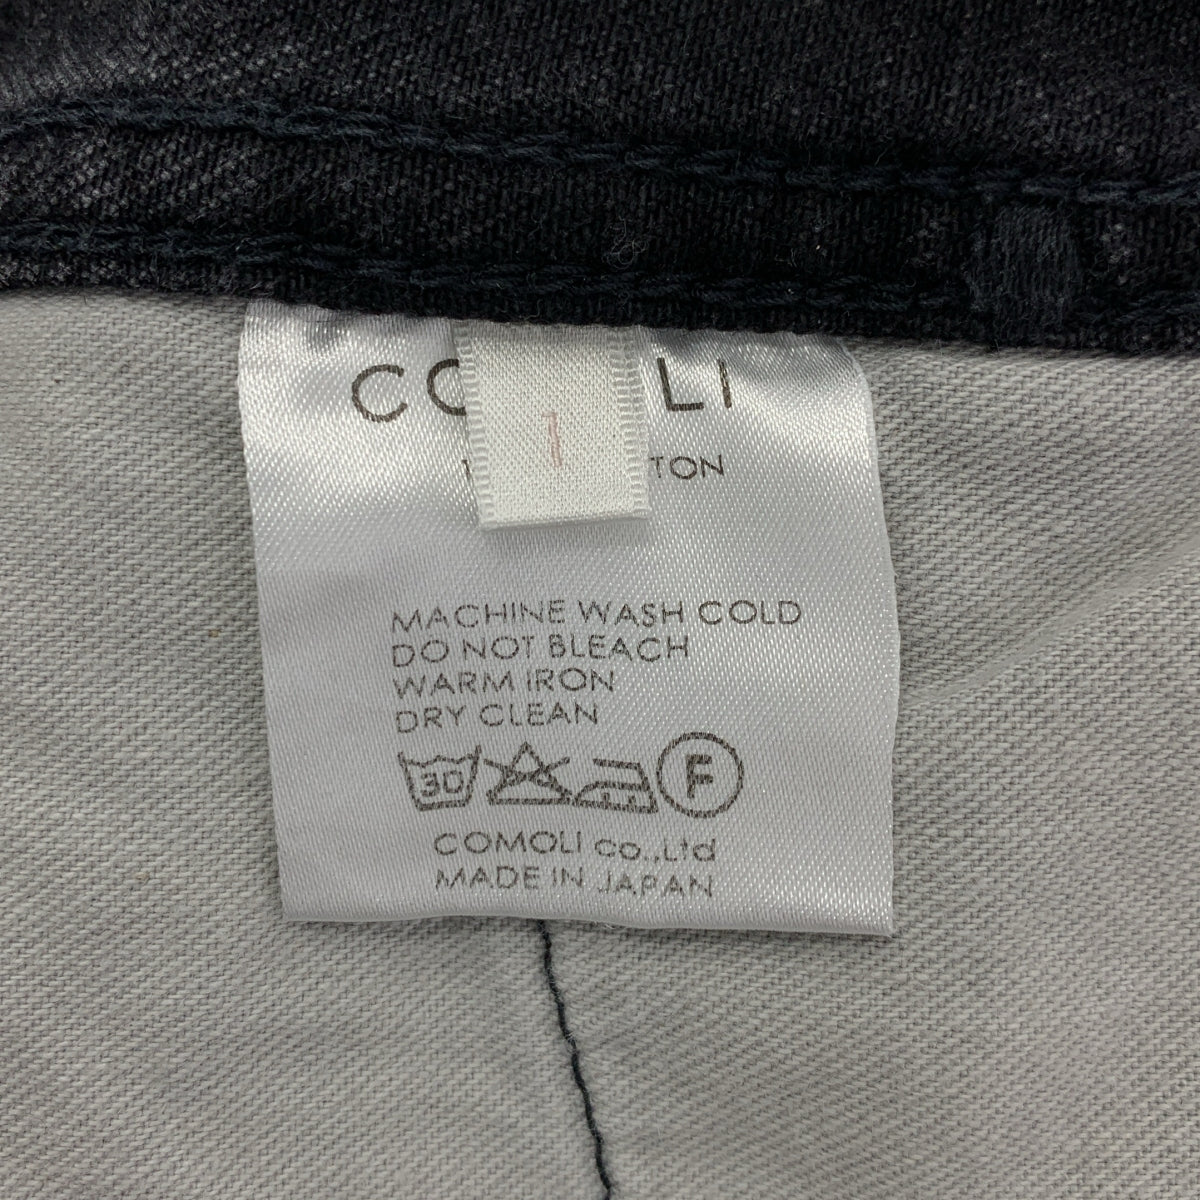 CO LI
1
TON
MACHINE WASH COLD
DO NOT BLEACH
WARM IRON
DRY CLEAN
30 F
COMOLI co.,Ltd
MADE IN JAPAN